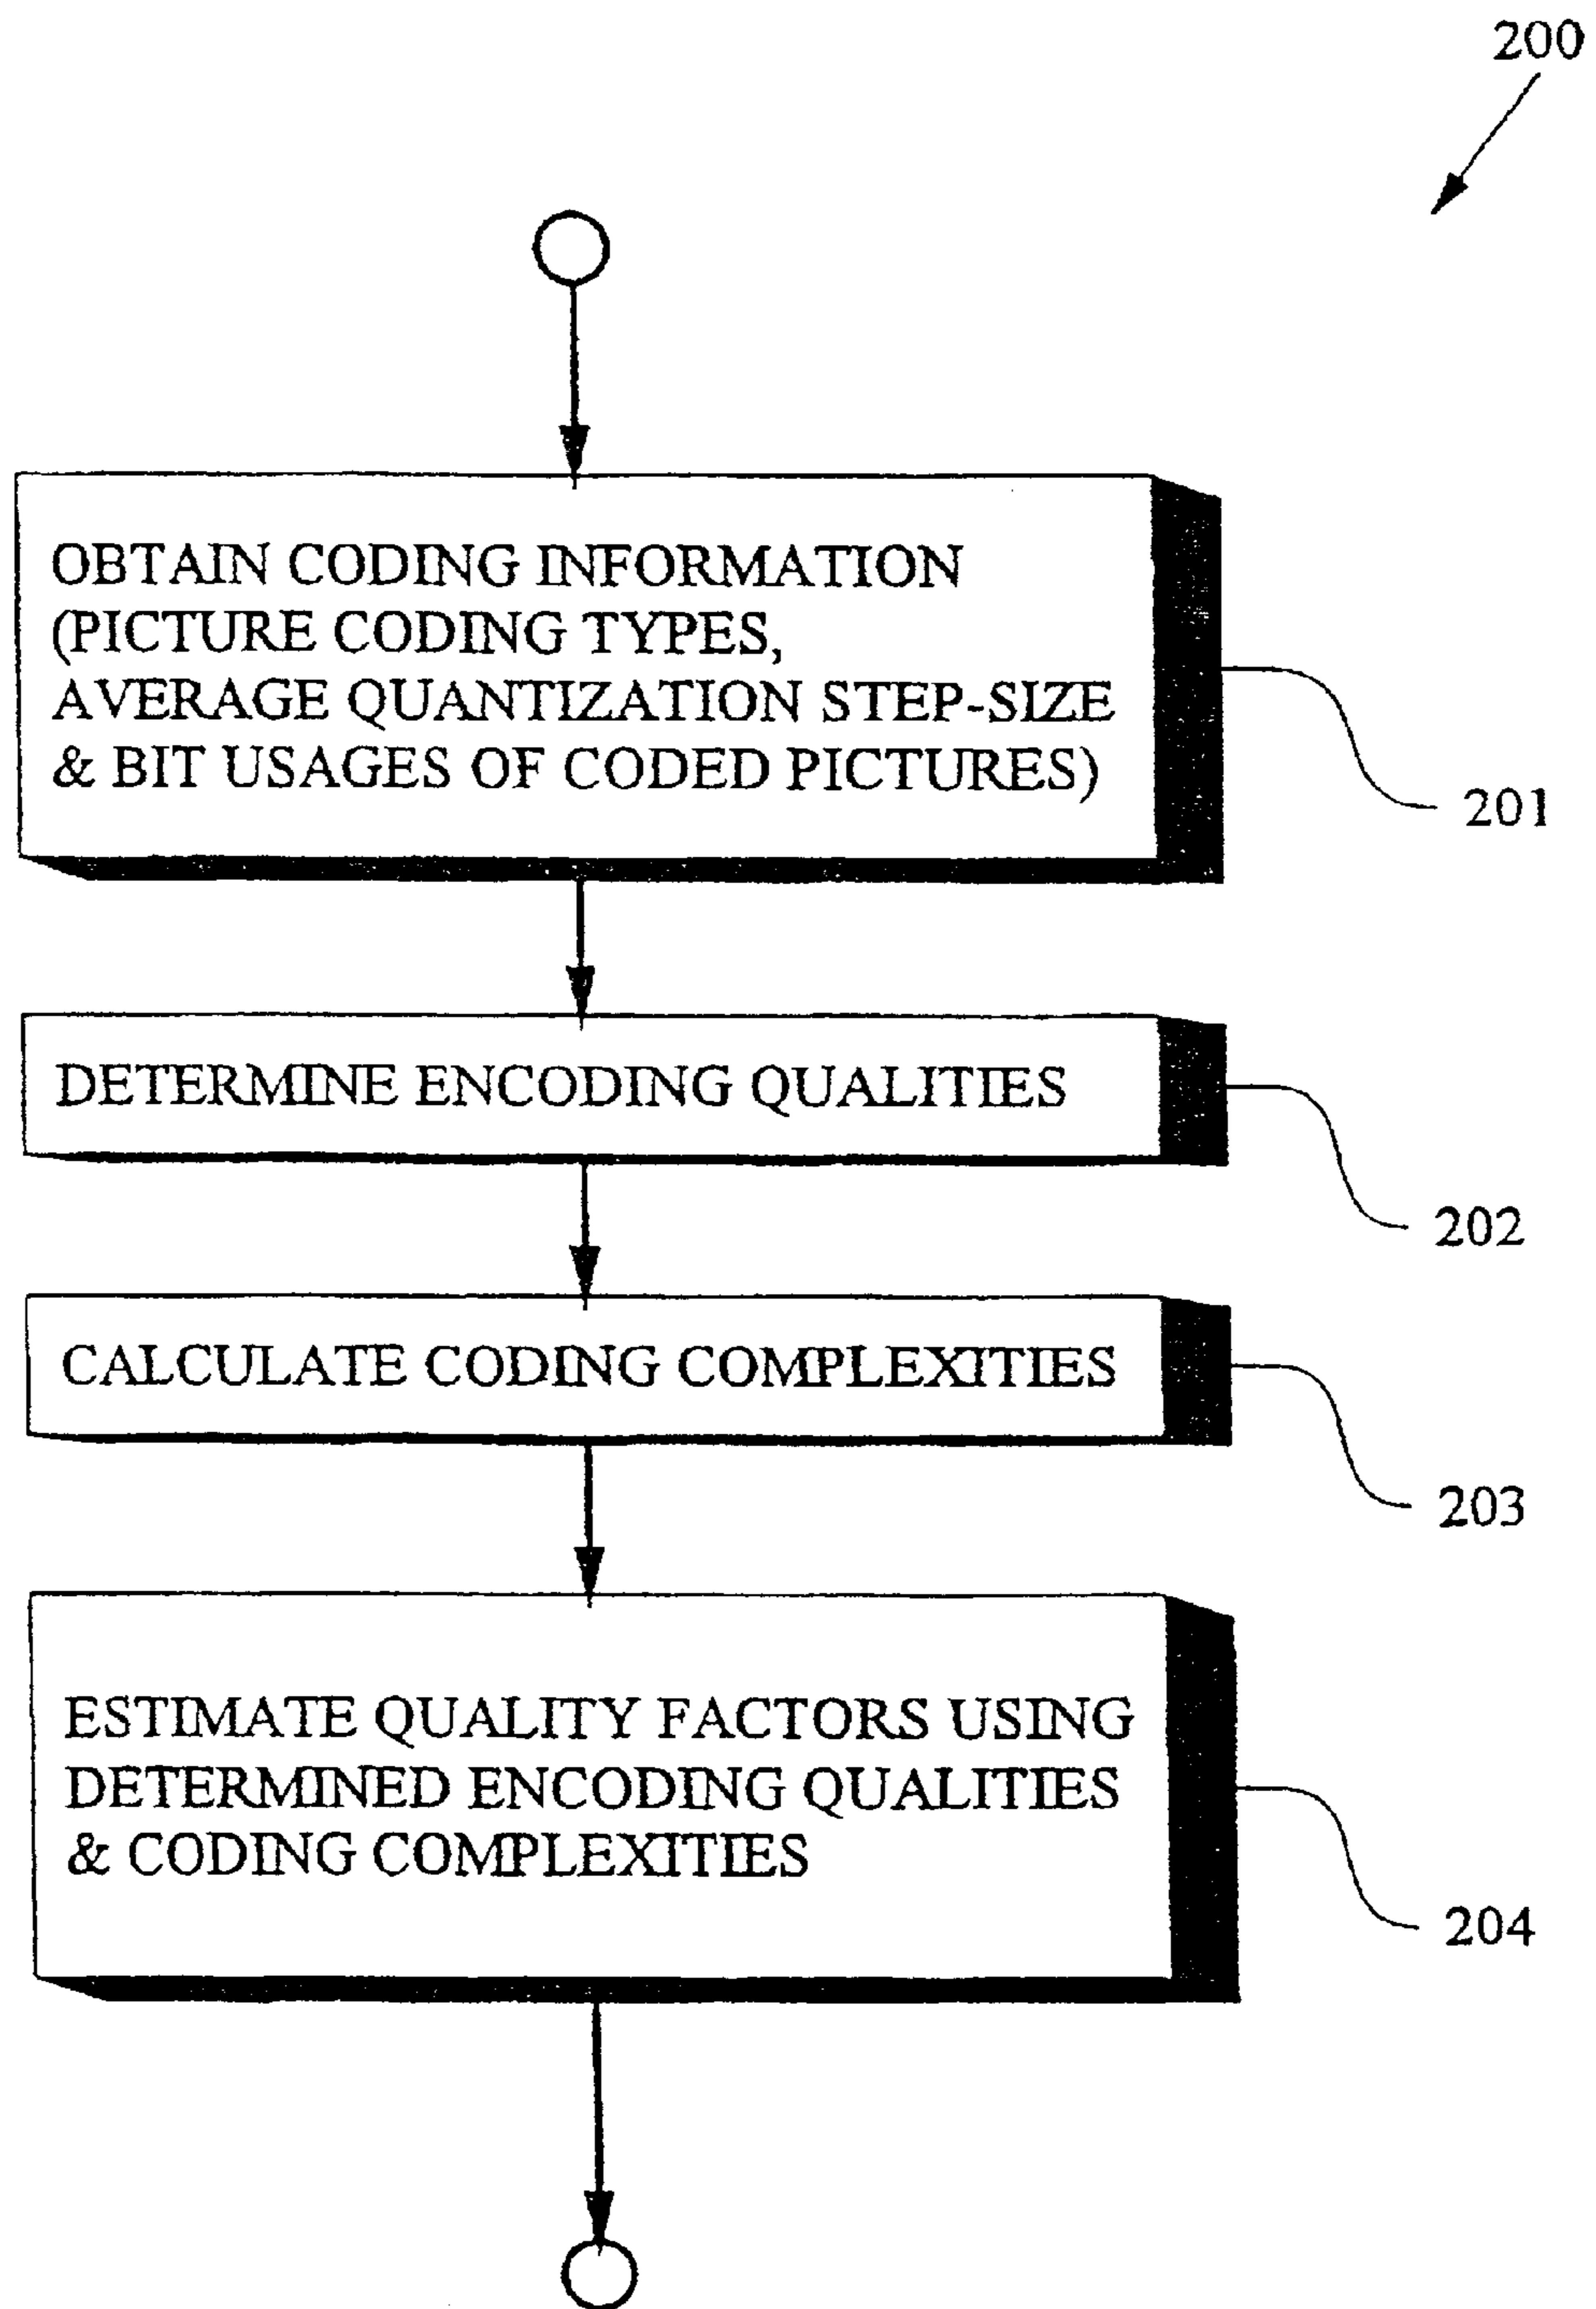 200
OBTAIN CODING INFORMATION
(PICTURE CODING TYPES,
AVERAGE QUANTIZATION STEP-SIZE
& BIT USAGES OF CODED PICTURES)
201
DETERMINE ENCODING QUALITIES
202
CALCULATE CODING COMPLEXITIES
203
ESTIMATE QUALITY FACTORS USING
DETERMINED ENCODING QUALITIES
& CODING COMPLEXITIES
204